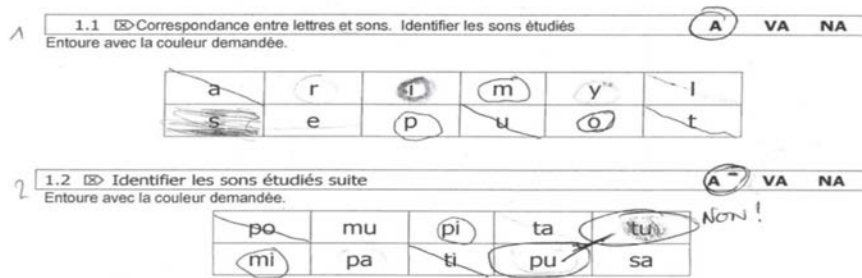 1 1.1 ⌦ Correspondance entre lettres et sons. Identifier les sons étudiés A VA NA
Entoure avec la couleur demandée.
a r i m y l
s e p u o t
2 1.2 ⌦ Identifier les sons étudiés suite A - VA NA
Entoure avec la couleur demandée.
po mu pi ta tu NON !
mi pa ti pu sa